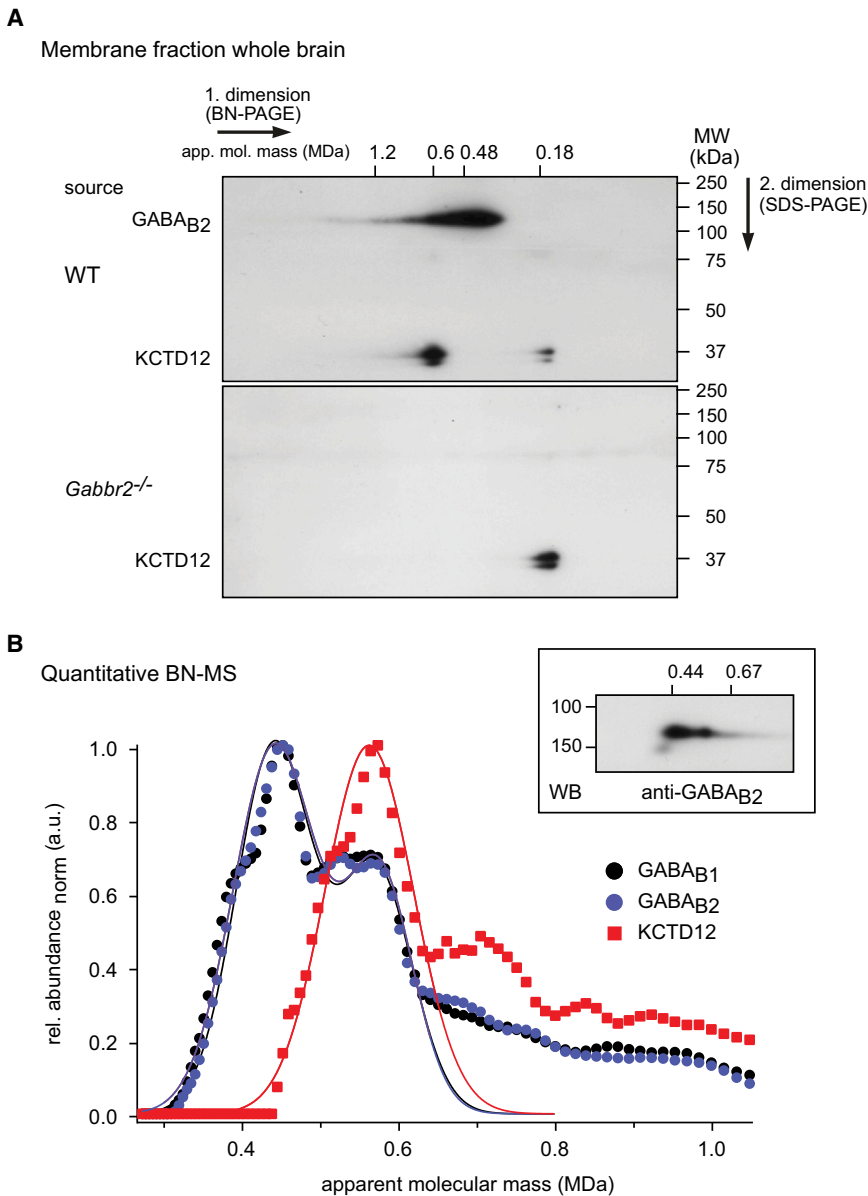 A
Membrane fraction whole brain
1. dimension
(BN-PAGE)
app. mol. mass (MDa) 1.2 0.6 0.48 0.18
MW
(kDa)
source
GABAB2
WT
KCTD12
250
150
100
75
50
37
2. dimension
(SDS-PAGE)
Gabbr2-/-
KCTD12
250
150
100
75
50
37
B
Quantitative BN-MS
0.44 0.67
100
150
WB anti-GABAB2
GABAB1
GABAB2
KCTD12
rel. abundance norm (a.u.)
1.0
0.8
0.6
0.4
0.2
0.0
0.4 0.6 0.8 1.0
apparent molecular mass (MDa)